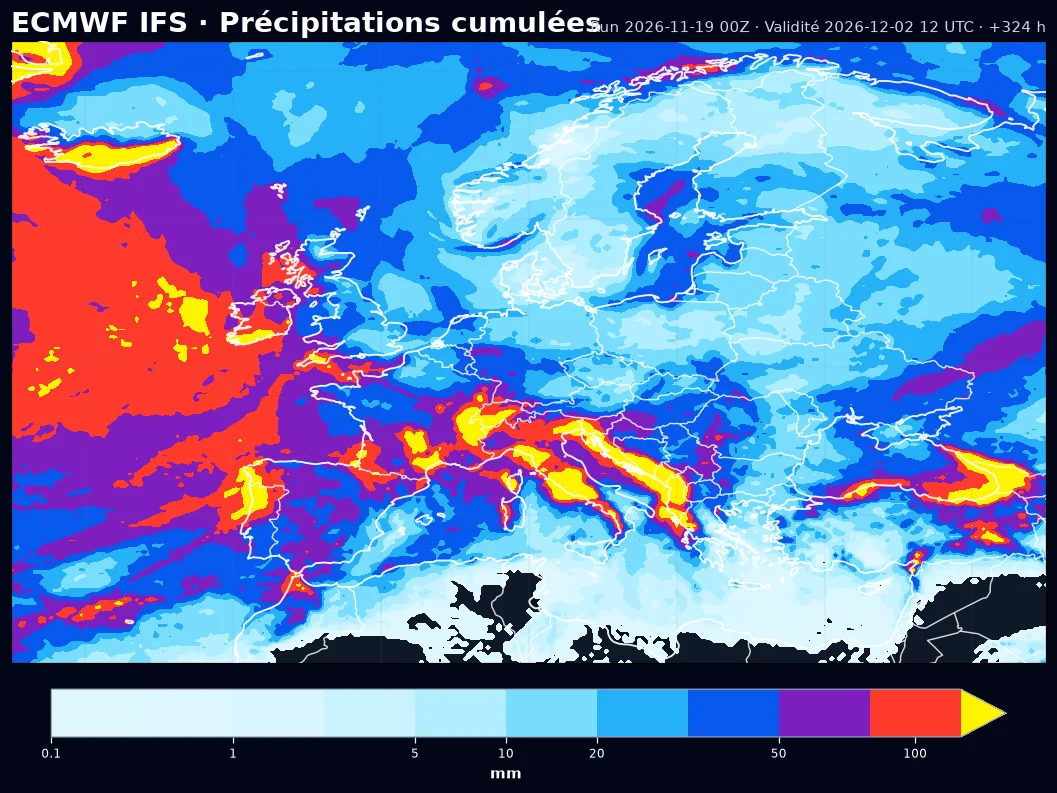 ECMWF IFS · Précipitations cumulées
Run 2026-11-19 00Z · Validité 2026-12-02 12 UTC · +324 h
0.1 1 5 10 20 50 100
mm